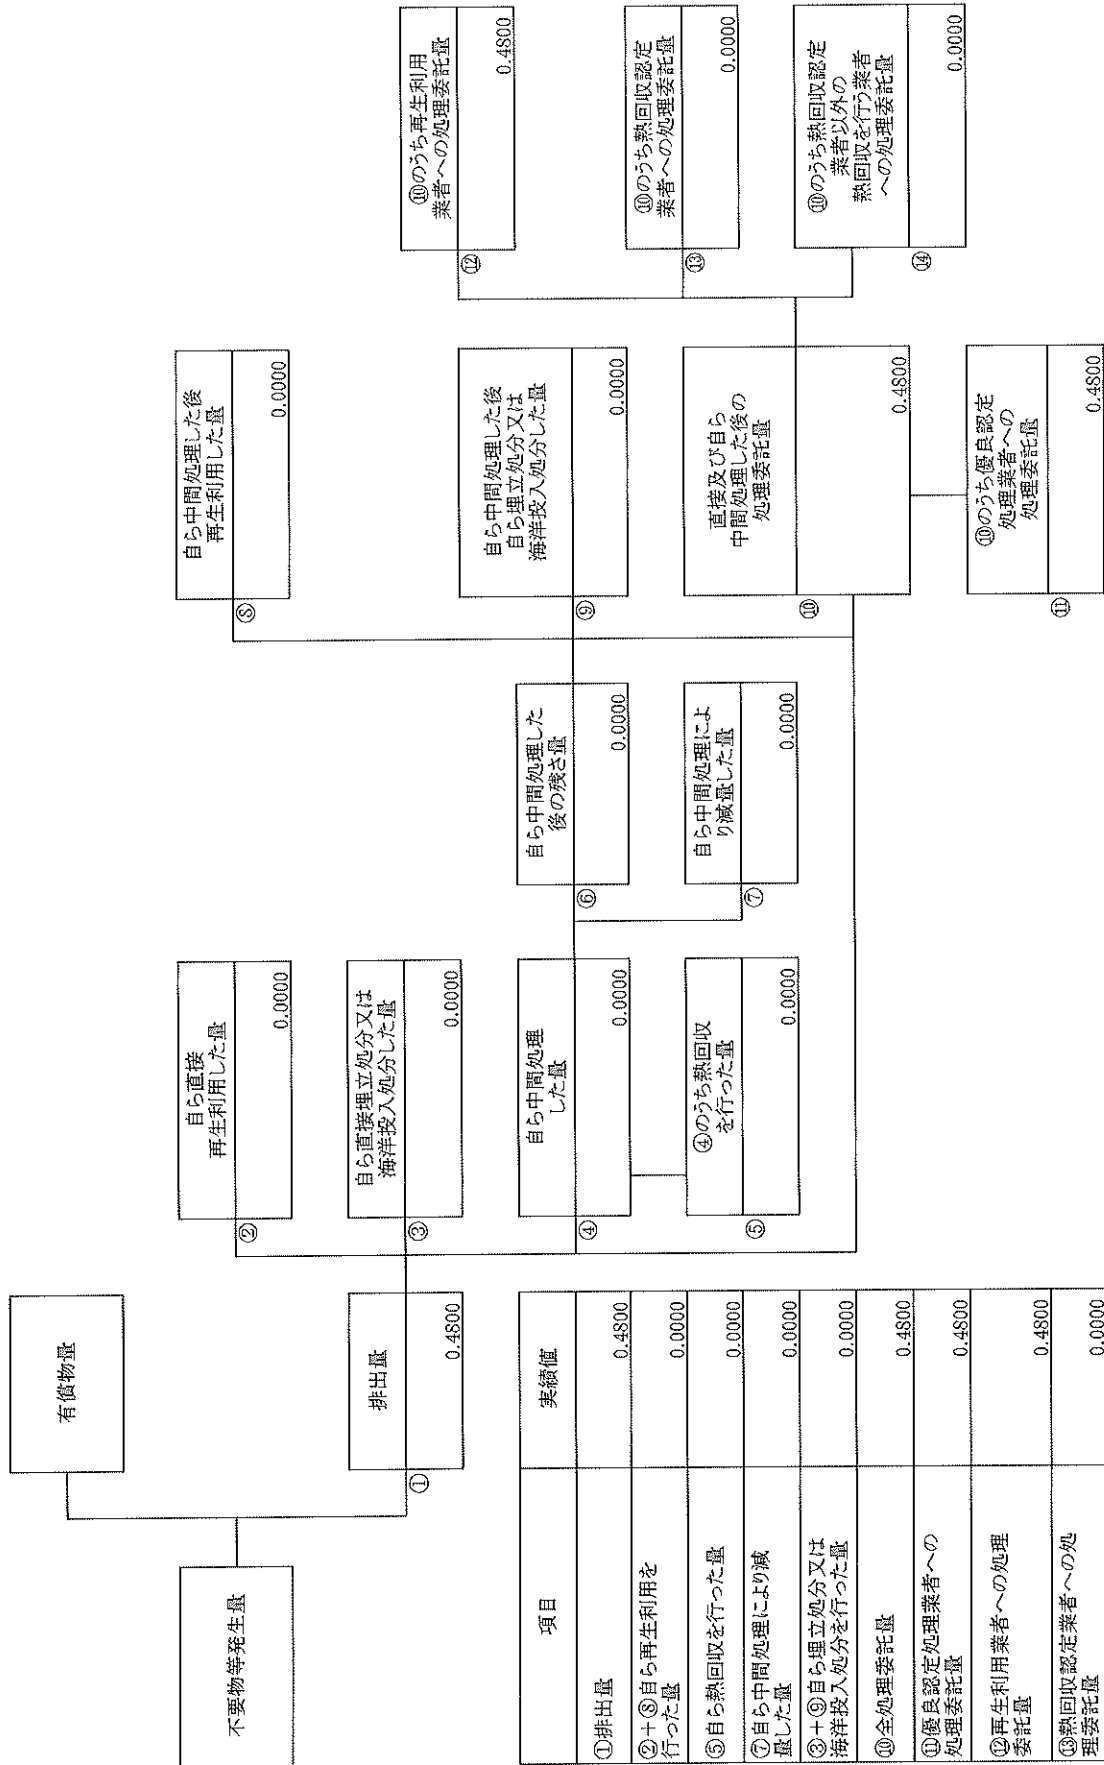 不要物等発生量
有償物量
排出量
①
0.4800
自ら直接
再生利用した量
②
0.0000
自ら直接埋立処分又は
海洋投入処分した量
③
0.0000
自ら中間処理
した量
④
0.0000
④のうち熱回収
を行った量
⑤
0.0000
自ら中間処理した
後の残さ量
⑥
0.0000
自ら中間処理によ
り減量した量
⑦
0.0000
自ら中間処理した後
再生利用した量
⑧
0.0000
自ら中間処理した後
自ら埋立処分又は
海洋投入処分した量
⑨
0.0000
直接及び自ら
中間処理した後の
処理委託量
⑩
0.4800
⑩のうち優良認定
処理業者への
処理委託量
⑪
0.4800
⑩のうち再生利用
業者への処理委託量
⑫
0.4800
⑩のうち熱回収認定
業者への処理委託量
⑬
0.0000
⑩のうち熱回収認定
業者以外の
熱回収を行う業者
への処理委託量
⑭
0.0000
項目 実績値
①排出量 0.4800
②+⑧自ら再生利用を
行った量 0.0000
⑤自ら熱回収を行った量 0.0000
⑦自ら中間処理により減
量した量 0.0000
③+⑨自ら埋立処分又は
海洋投入処分を行った量 0.0000
⑩全処理委託量 0.4800
⑪優良認定処理業者への
処理委託量 0.4800
⑫再生利用業者への処理
委託量 0.4800
⑬熱回収認定業者への処
理委託量 0.0000